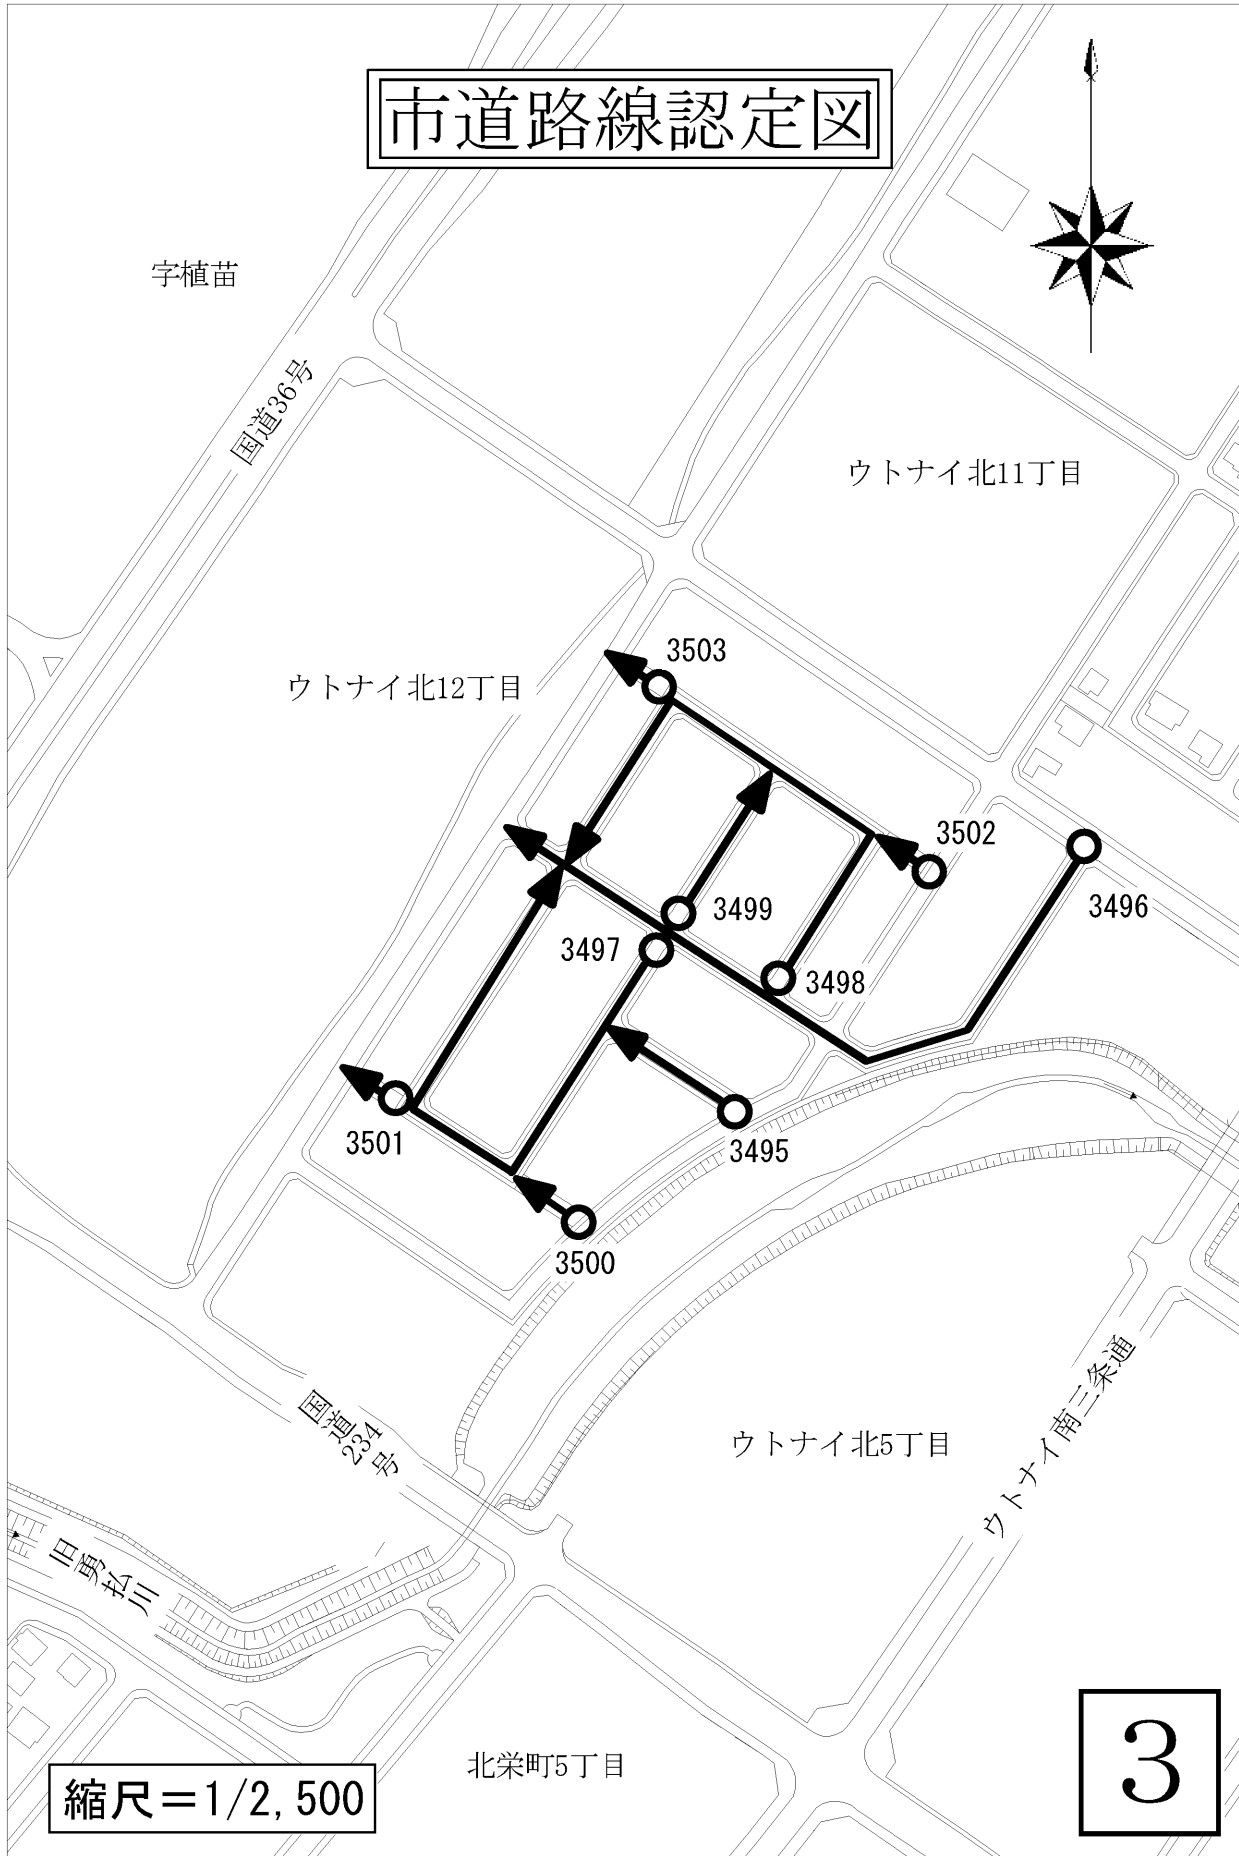 市道路線認定図
字植苗
国道36号
ウトナイ北11丁目
3503
ウトナイ北12丁目
3502
3499
3496
3497
3498
3501
3495
3500
国道234号
ウトナイ北5丁目
ウトナイ南三条通
旧勇払川
北栄町5丁目
縮尺=1/2,500
3